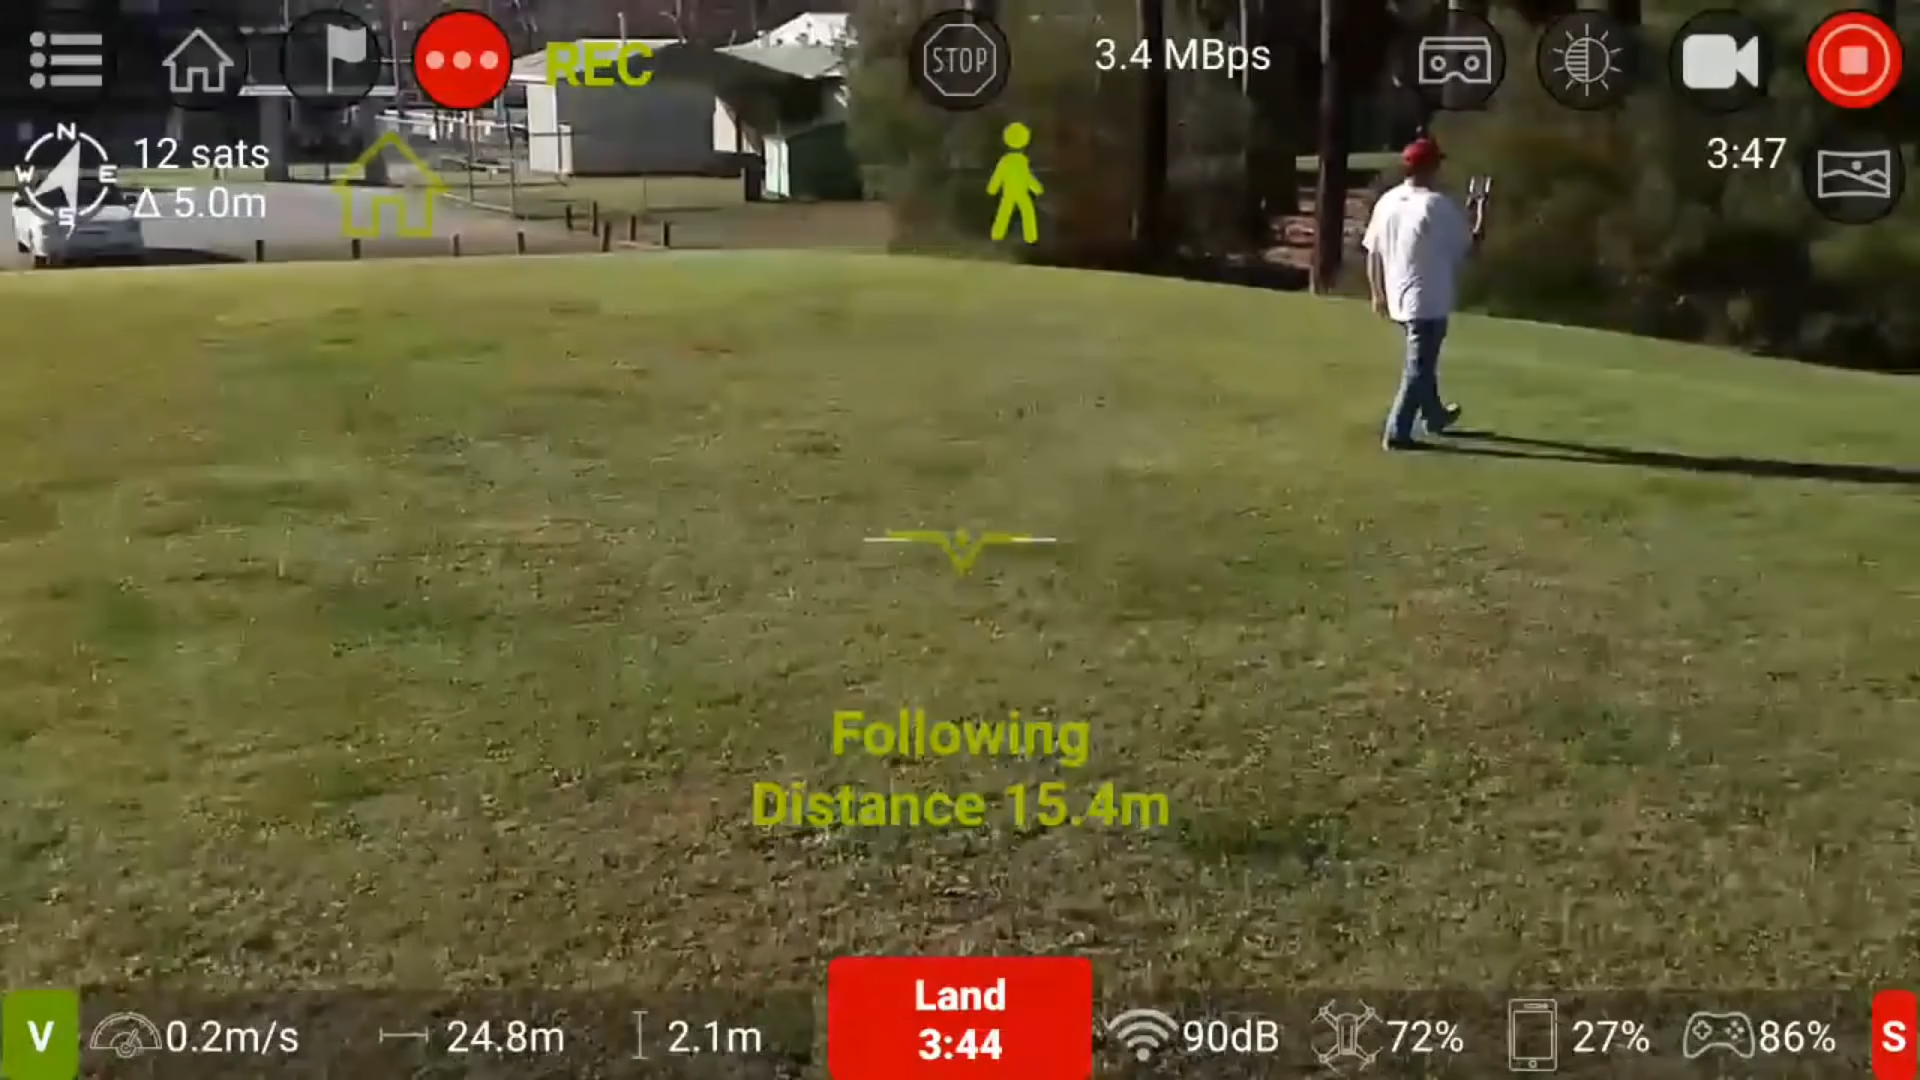 REC
STOP
3.4 MBps
N
W E
S
12 sats
Δ 5.0m
3:47
Following
Distance 15.4m
V
0.2m/s
24.8m
2.1m
Land
3:44
90dB
72%
27%
86%
S